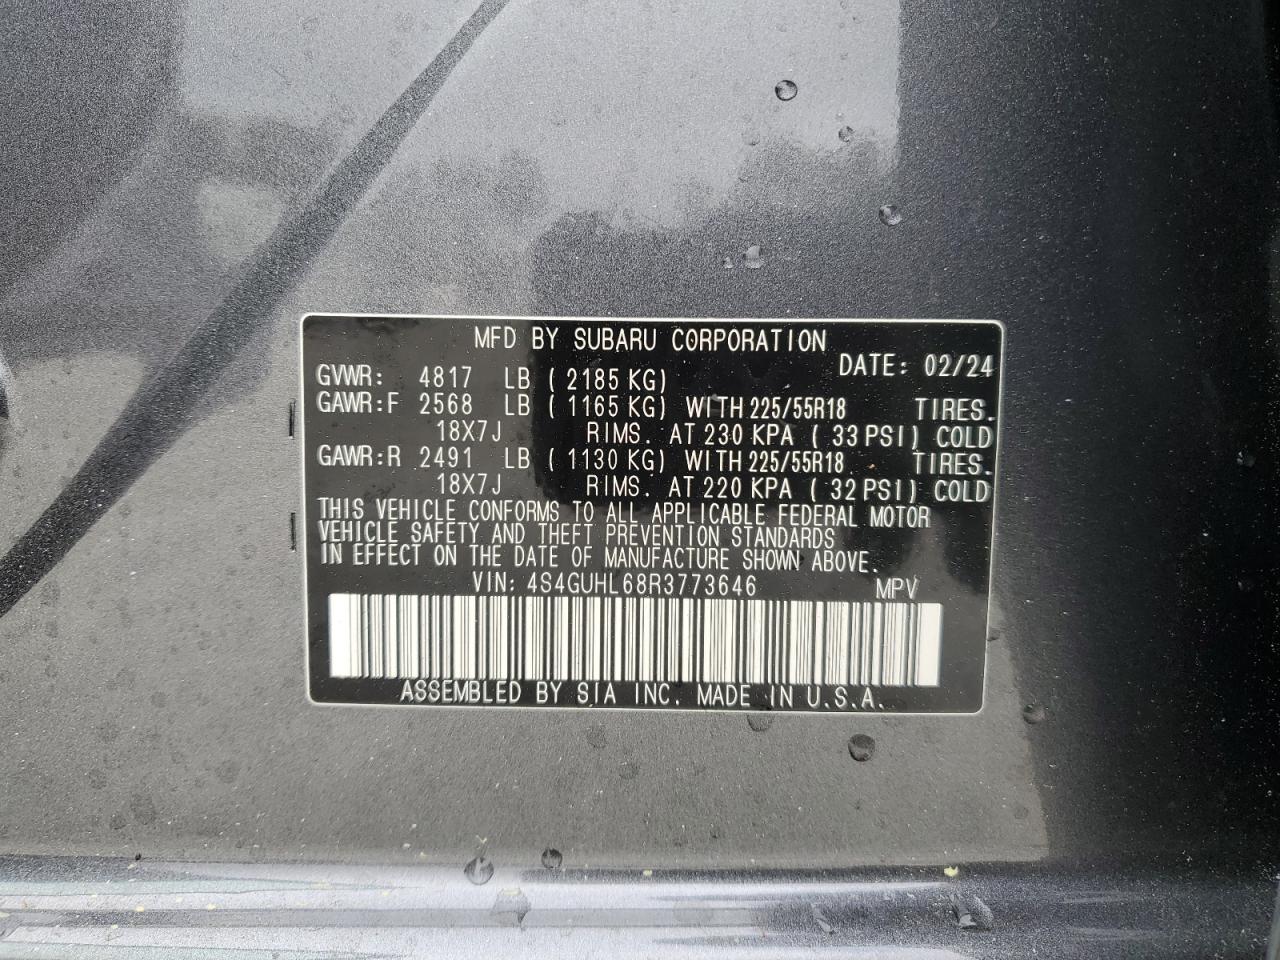 MFD BY SUBARU CORPORATION
DATE: 02/24
GVWR: 4817 LB ( 2185 KG)
GAWR:F 2568 LB ( 1165 KG) WITH 225/55R18 TIRES.
18X7J RIMS. AT 230 KPA ( 33 PSI) COLD
GAWR:R 2491 LB ( 1130 KG) WITH 225/55R18 TIRES.
18X7J RIMS. AT 220 KPA ( 32 PSI) COLD
THIS VEHICLE CONFORMS TO ALL APPLICABLE FEDERAL MOTOR
VEHICLE SAFETY AND THEFT PREVENTION STANDARDS
IN EFFECT ON THE DATE OF MANUFACTURE SHOWN ABOVE.
VIN: 4S4GUHL68R3773646 MPV
ASSEMBLED BY SIA INC. MADE IN U.S.A.